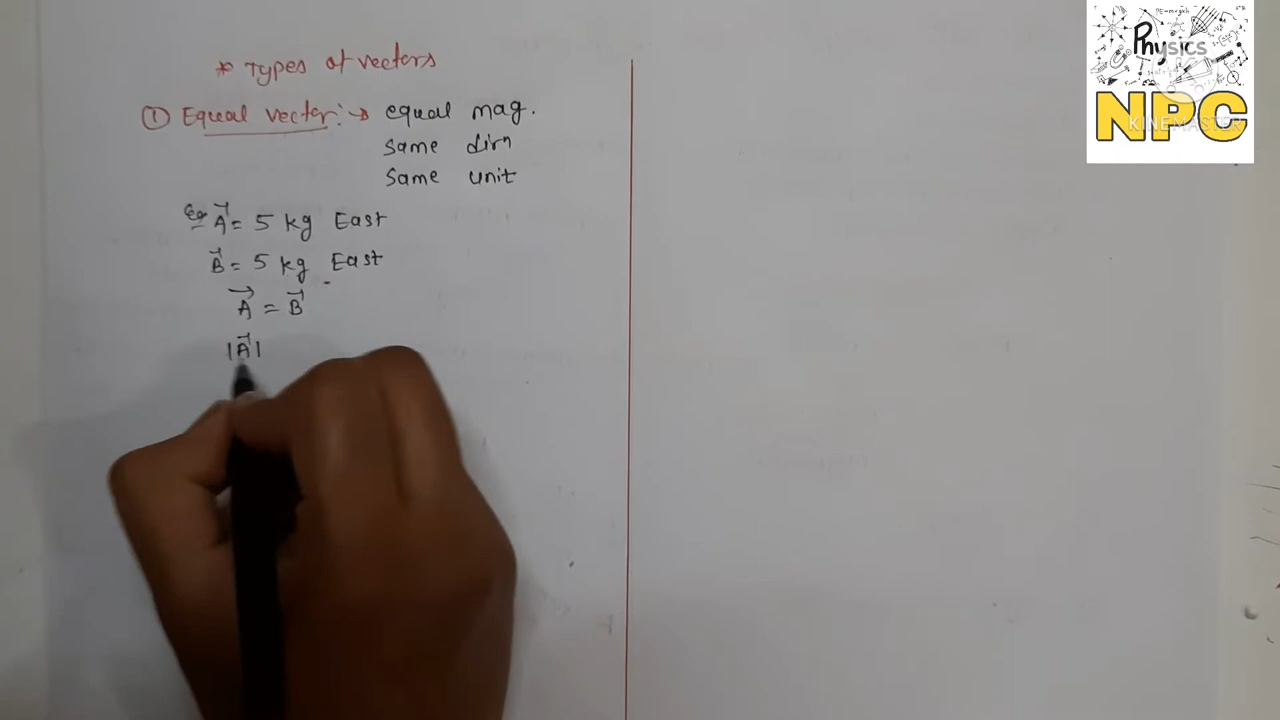 * Types of vectors
① Equal vector:→ equal mag.
same dirn
same unit
Eg A⃗ = 5 kg East
B⃗ = 5 kg East
A⃗ = B⃗
|A⃗|
Physics
NPC
KINEMASTER